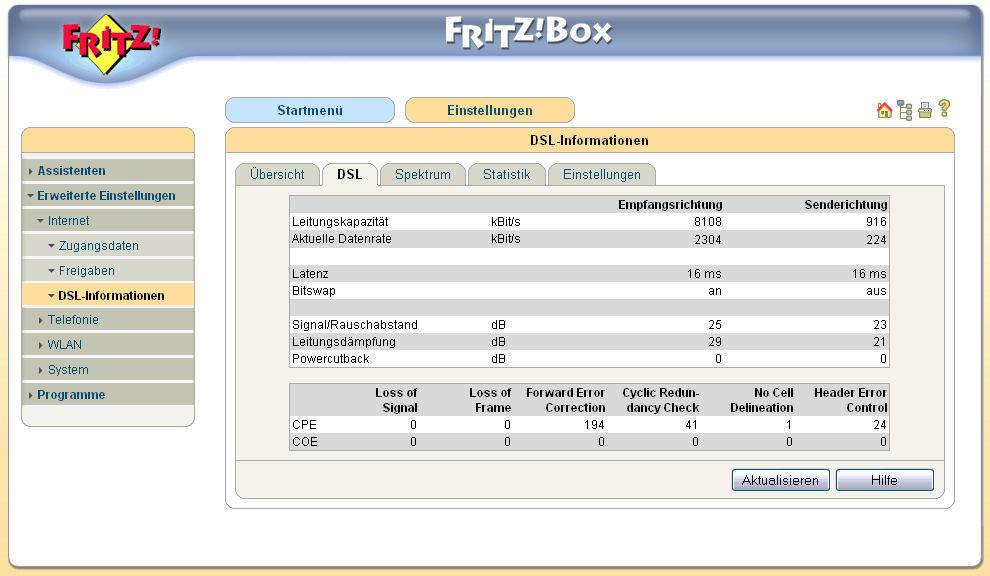 FRITZ!
FRITZ!Box
Startmenü Einstellungen
DSL-Informationen
Assistenten
Erweiterte Einstellungen
Internet
Zugangsdaten
Freigaben
DSL-Informationen
Telefonie
WLAN
System
Programme
Übersicht DSL Spektrum Statistik Einstellungen
Empfangsrichtung Senderichtung
Leitungskapazität kBit/s 8108 916
Aktuelle Datenrate kBit/s 2304 224
Latenz 16 ms 16 ms
Bitswap an aus
Signal/Rauschabstand dB 25 23
Leitungsdämpfung dB 29 21
Powercutback dB 0 0
Loss of Loss of Forward Error Cyclic Redun- No Cell Header Error
Signal Frame Correction dancy Check Delineation Control
CPE 0 0 194 41 1 24
COE 0 0 0 0 0 0
Aktualisieren Hilfe